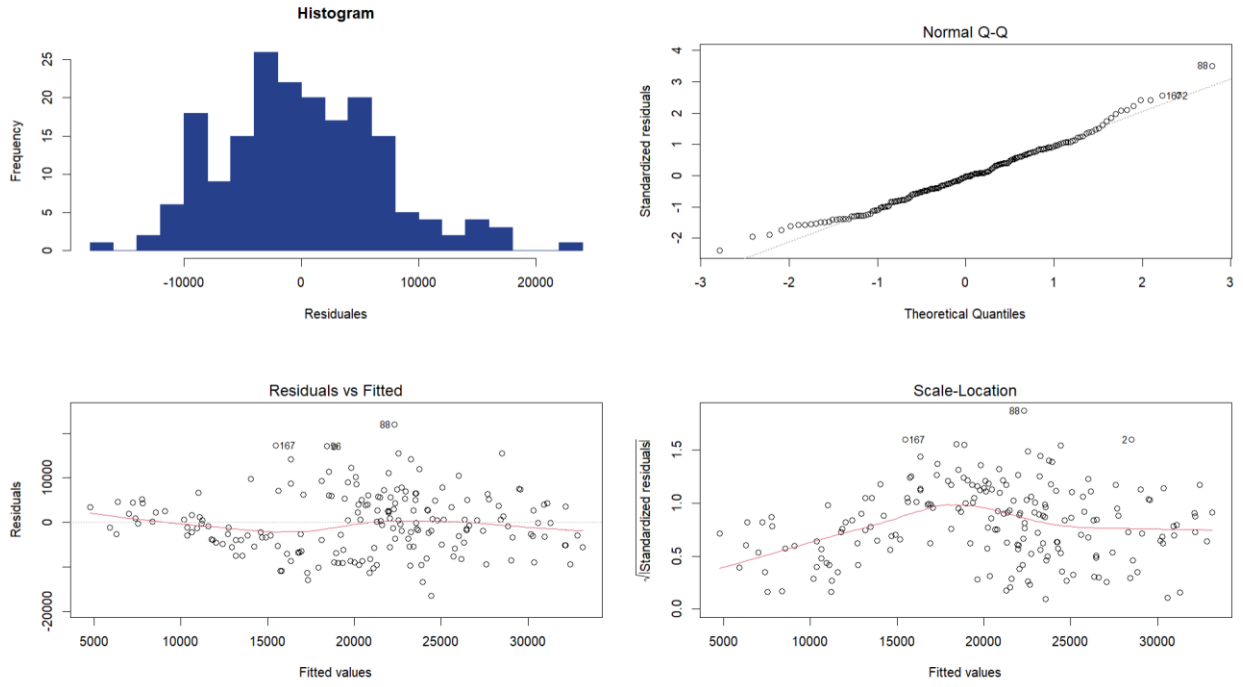 Histogram
Frequency
25
20
15
10
5
0
-10000 0 10000 20000
Residuales
Normal Q-Q
Standardized residuals
4
3
2
1
0
-1
-2
88
167
-3 -2 -1 0 1 2 3
Theoretical Quantiles
Residuals vs Fitted
Residuals
10000
0
-20000
88
167
5000 10000 15000 20000 25000 30000
Fitted values
Scale-Location
√|Standardized residuals|
1.5
1.0
0.5
0.0
88
167
2
5000 10000 15000 20000 25000 30000
Fitted values